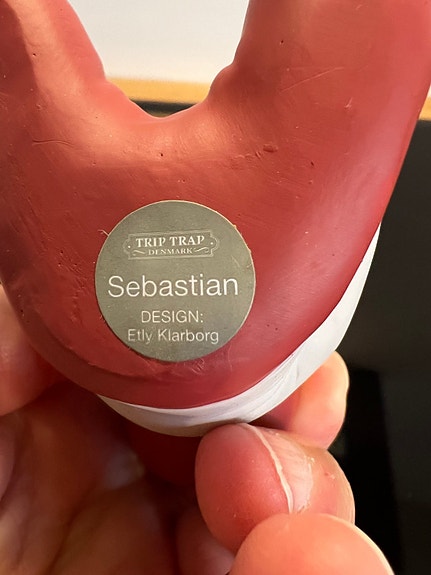 TRIP TRAP
DENMARK
Sebastian
DESIGN:
Etly Klarborg